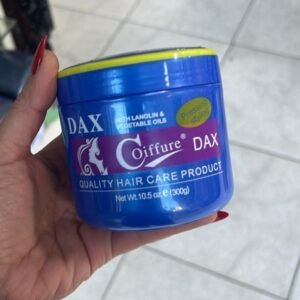 DAX
WITH LANOLIN &
VEGETABLE OILS
Coiffure® DAX
QUALITY HAIR CARE PRODUCT
Net Wt. 10.5 oz. e (300g)